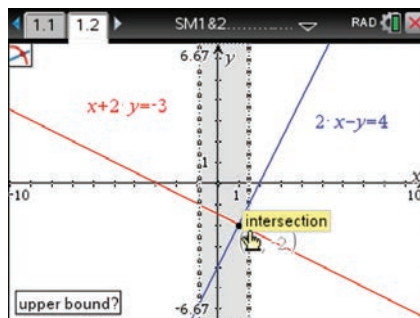 1.1 1.2 SM1&2............ RAD
6.67 y
x+2·y=-3
2·x-y=4
1
x
-10 1 10
intersection
-2)
upper bound?
-6.67